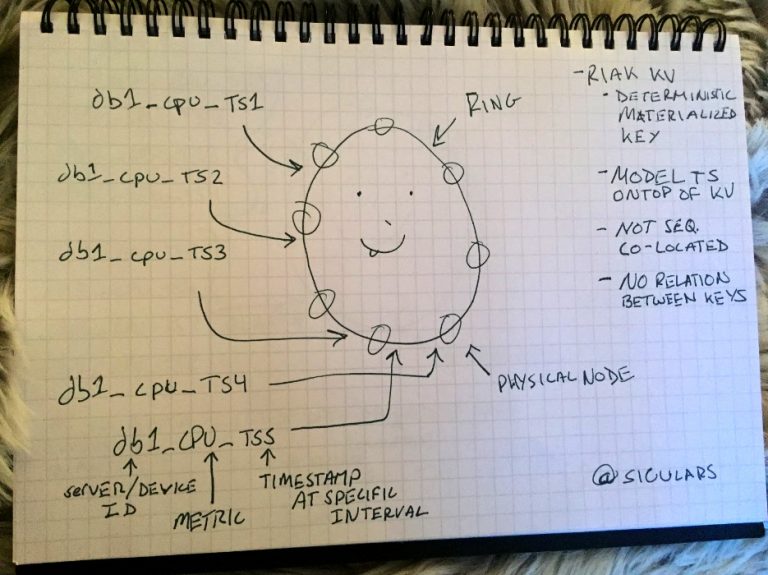 db1_CPU_TS1
db1_CPU_TS2
db1_CPU_TS3
db1_CPU_TS4
db1_CPU_TS5
SERVER/DEVICE
ID
METRIC
TIMESTAMP
AT SPECIFIC
INTERVAL
RING
PHYSICAL NODE
- RIAK KV
- DETERMINISTIC
MATERIALIZED
KEY
- MODEL TS
ONTOP OF KV
- NOT SEQ.
CO-LOCATED
- NO RELATION
BETWEEN KEYS
@SICULARS